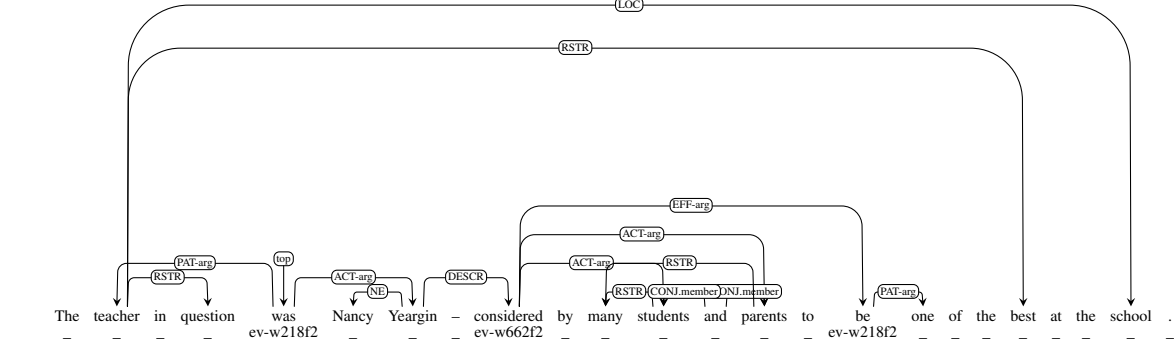 LOC
RSTR
EFF-arg
ACT-arg
top
PAT-arg ACT-arg RSTR
RSTR ACT-arg DESCR
NE RSTR CONJ.member ONJ.member PAT-arg
The teacher in question was Nancy Yeargin – considered by many students and parents to be one of the best at the school .
_ _ _ _ ev-w218f2 _ _ _ ev-w662f2 _ _ _ _ _ _ ev-w218f2 _ _ _ _ _ _ _ _